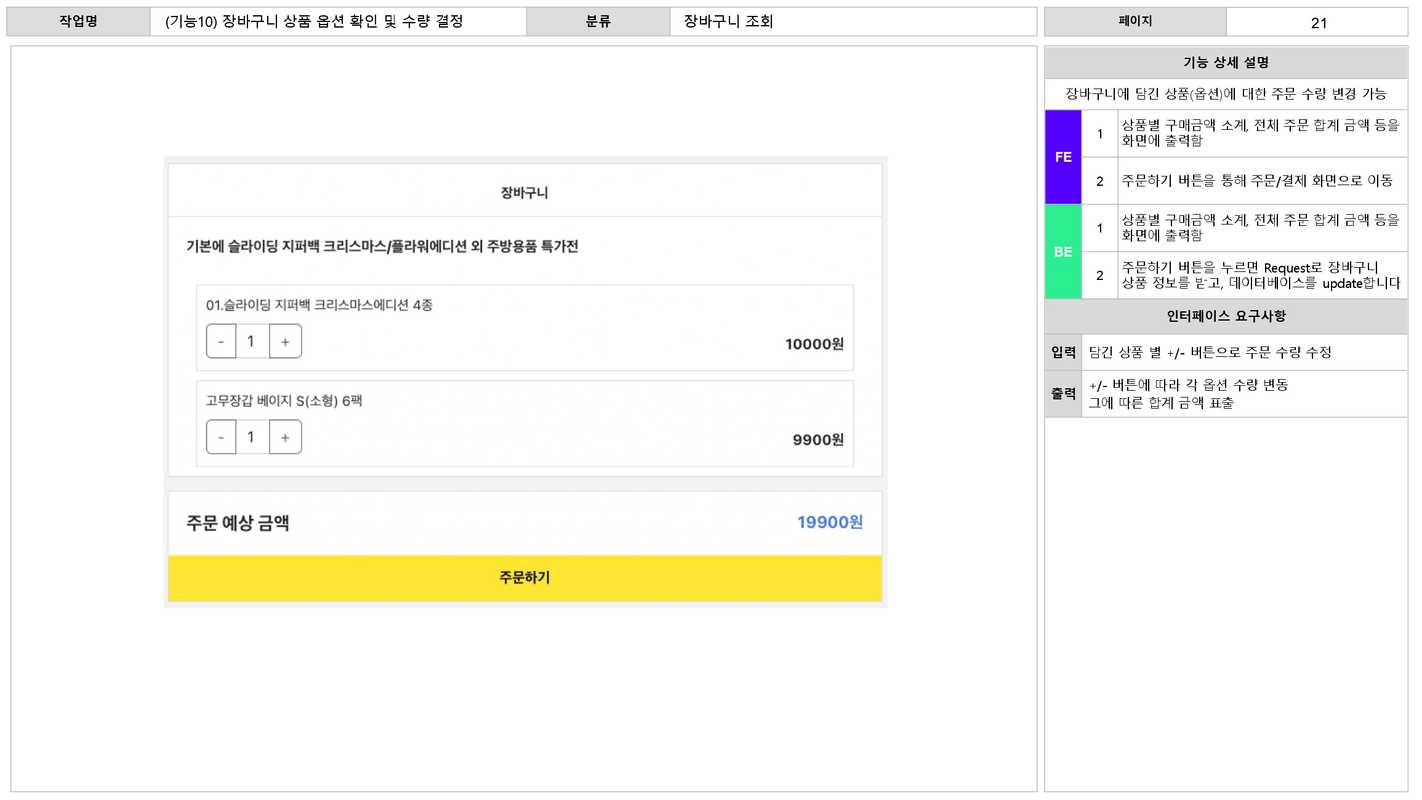 작업명 (기능10) 장바구니 상품 옵션 확인 및 수량 결정 분류 장바구니 조회 페이지 21
장바구니
기본에 슬라이딩 지퍼백 크리스마스/플라워에디션 외 주방용품 특가전
01.슬라이딩 지퍼백 크리스마스에디션 4종
- 1 + 10000원
고무장갑 베이지 S(소형) 6팩
- 1 + 9900원
주문 예상 금액 19900원
주문하기
기능 상세 설명
장바구니에 담긴 상품(옵션)에 대한 주문 수량 변경 가능
FE
1 상품별 구매금액 소계, 전체 주문 합계 금액 등을
화면에 출력함
2 주문하기 버튼을 통해 주문/결제 화면으로 이동
BE
1 상품별 구매금액 소계, 전체 주문 합계 금액 등을
화면에 출력함
2 주문하기 버튼을 누르면 Request로 장바구니
상품 정보를 받고, 데이터베이스를 update합니다
인터페이스 요구사항
입력 담긴 상품 별 +/- 버튼으로 주문 수량 수정
출력 +/- 버튼에 따라 각 옵션 수량 변동
그에 따른 합계 금액 표출